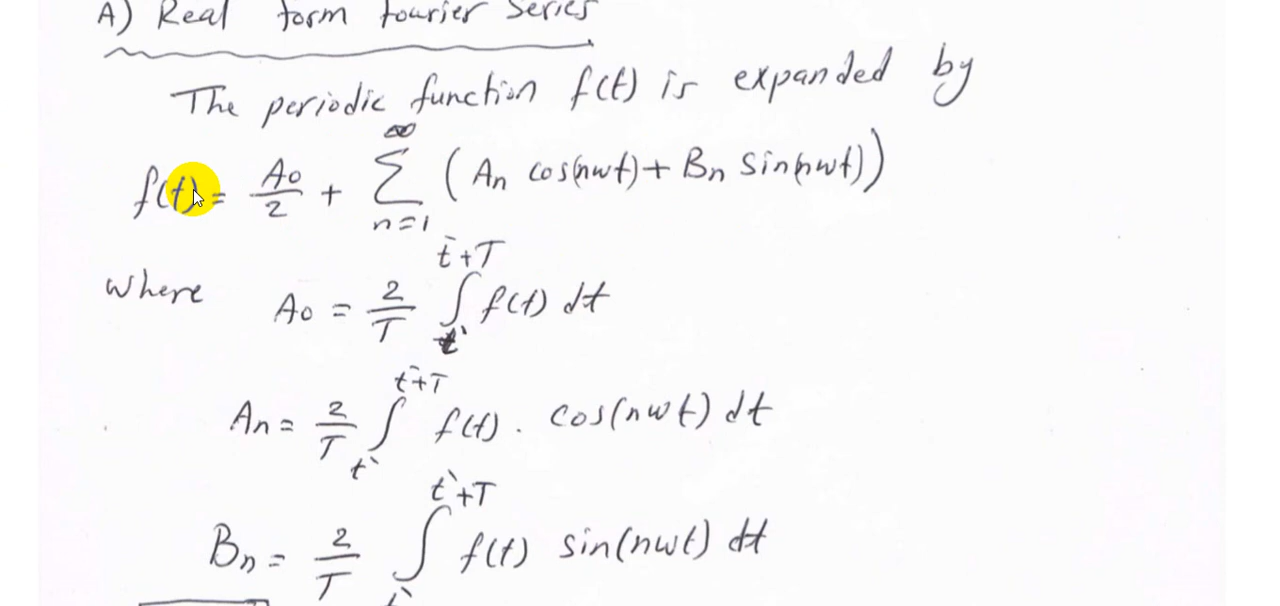 A) Real form fourier series
The periodic function f(t) is expanded by
f(t) = A0/2 + ∑ n=1 ∞ (An cos(nwt) + Bn sin(nwt))
where A0 = 2/T ∫ t` t`+T f(t) dt
An = 2/T ∫ t` t`+T f(t) . cos(nwt) dt
Bn = 2/T ∫ t` t`+T f(t) sin(nwt) dt